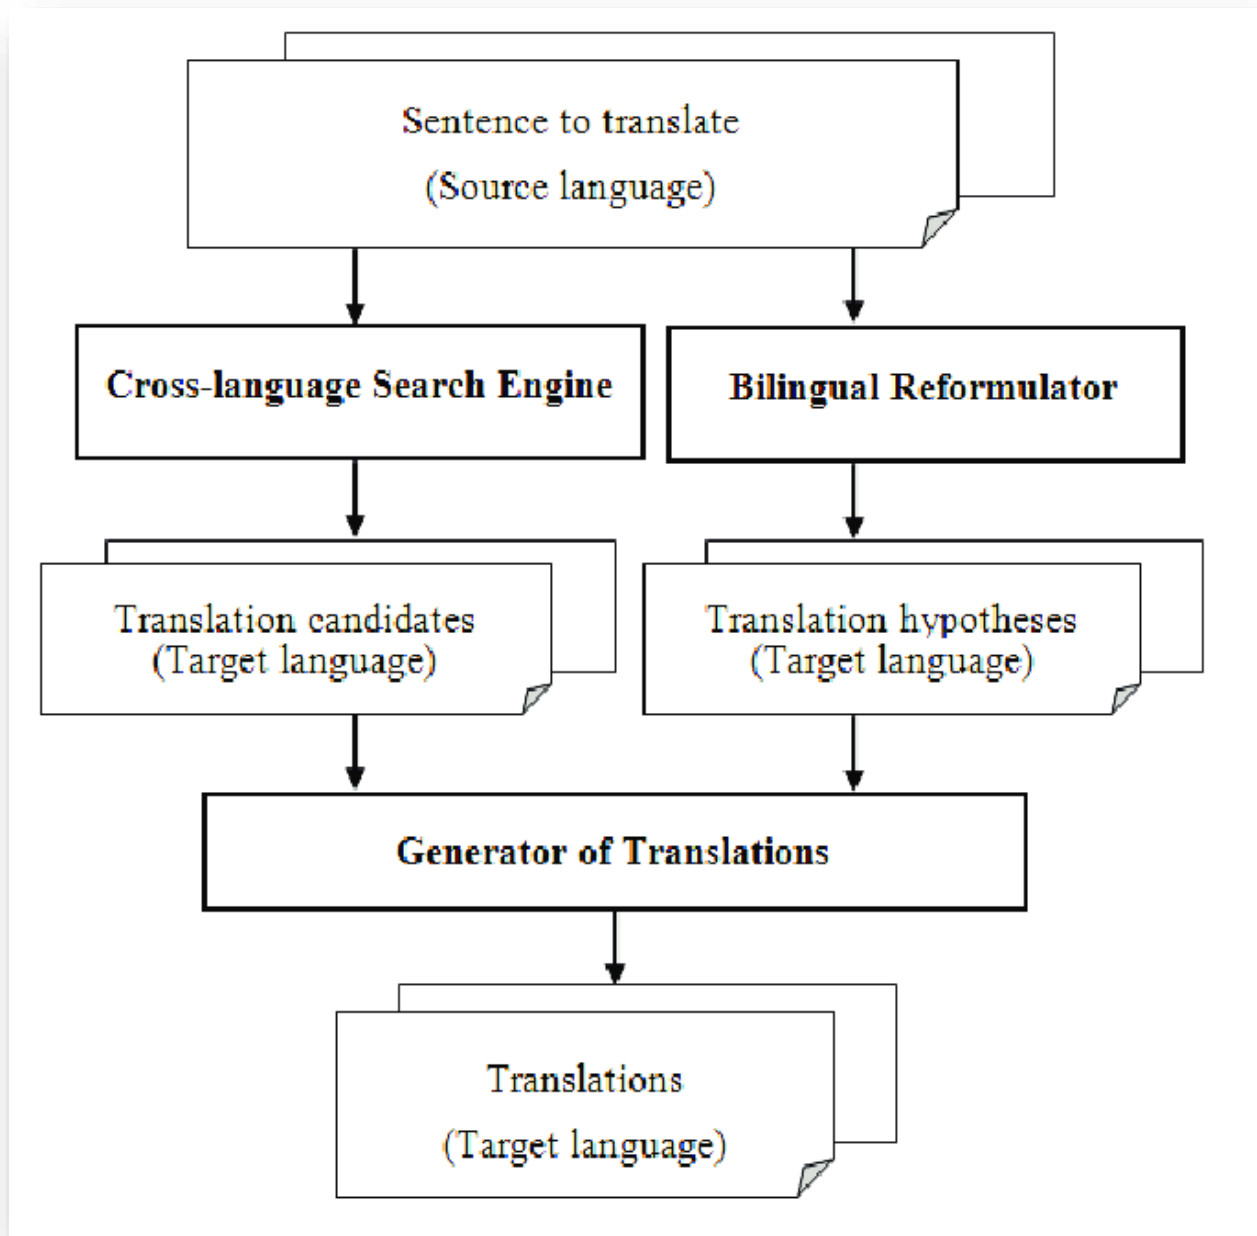 Sentence to translate
(Source language)
Cross-language Search Engine
Bilingual Reformulator
Translation candidates
(Target language)
Translation hypotheses
(Target language)
Generator of Translations
Translations
(Target language)